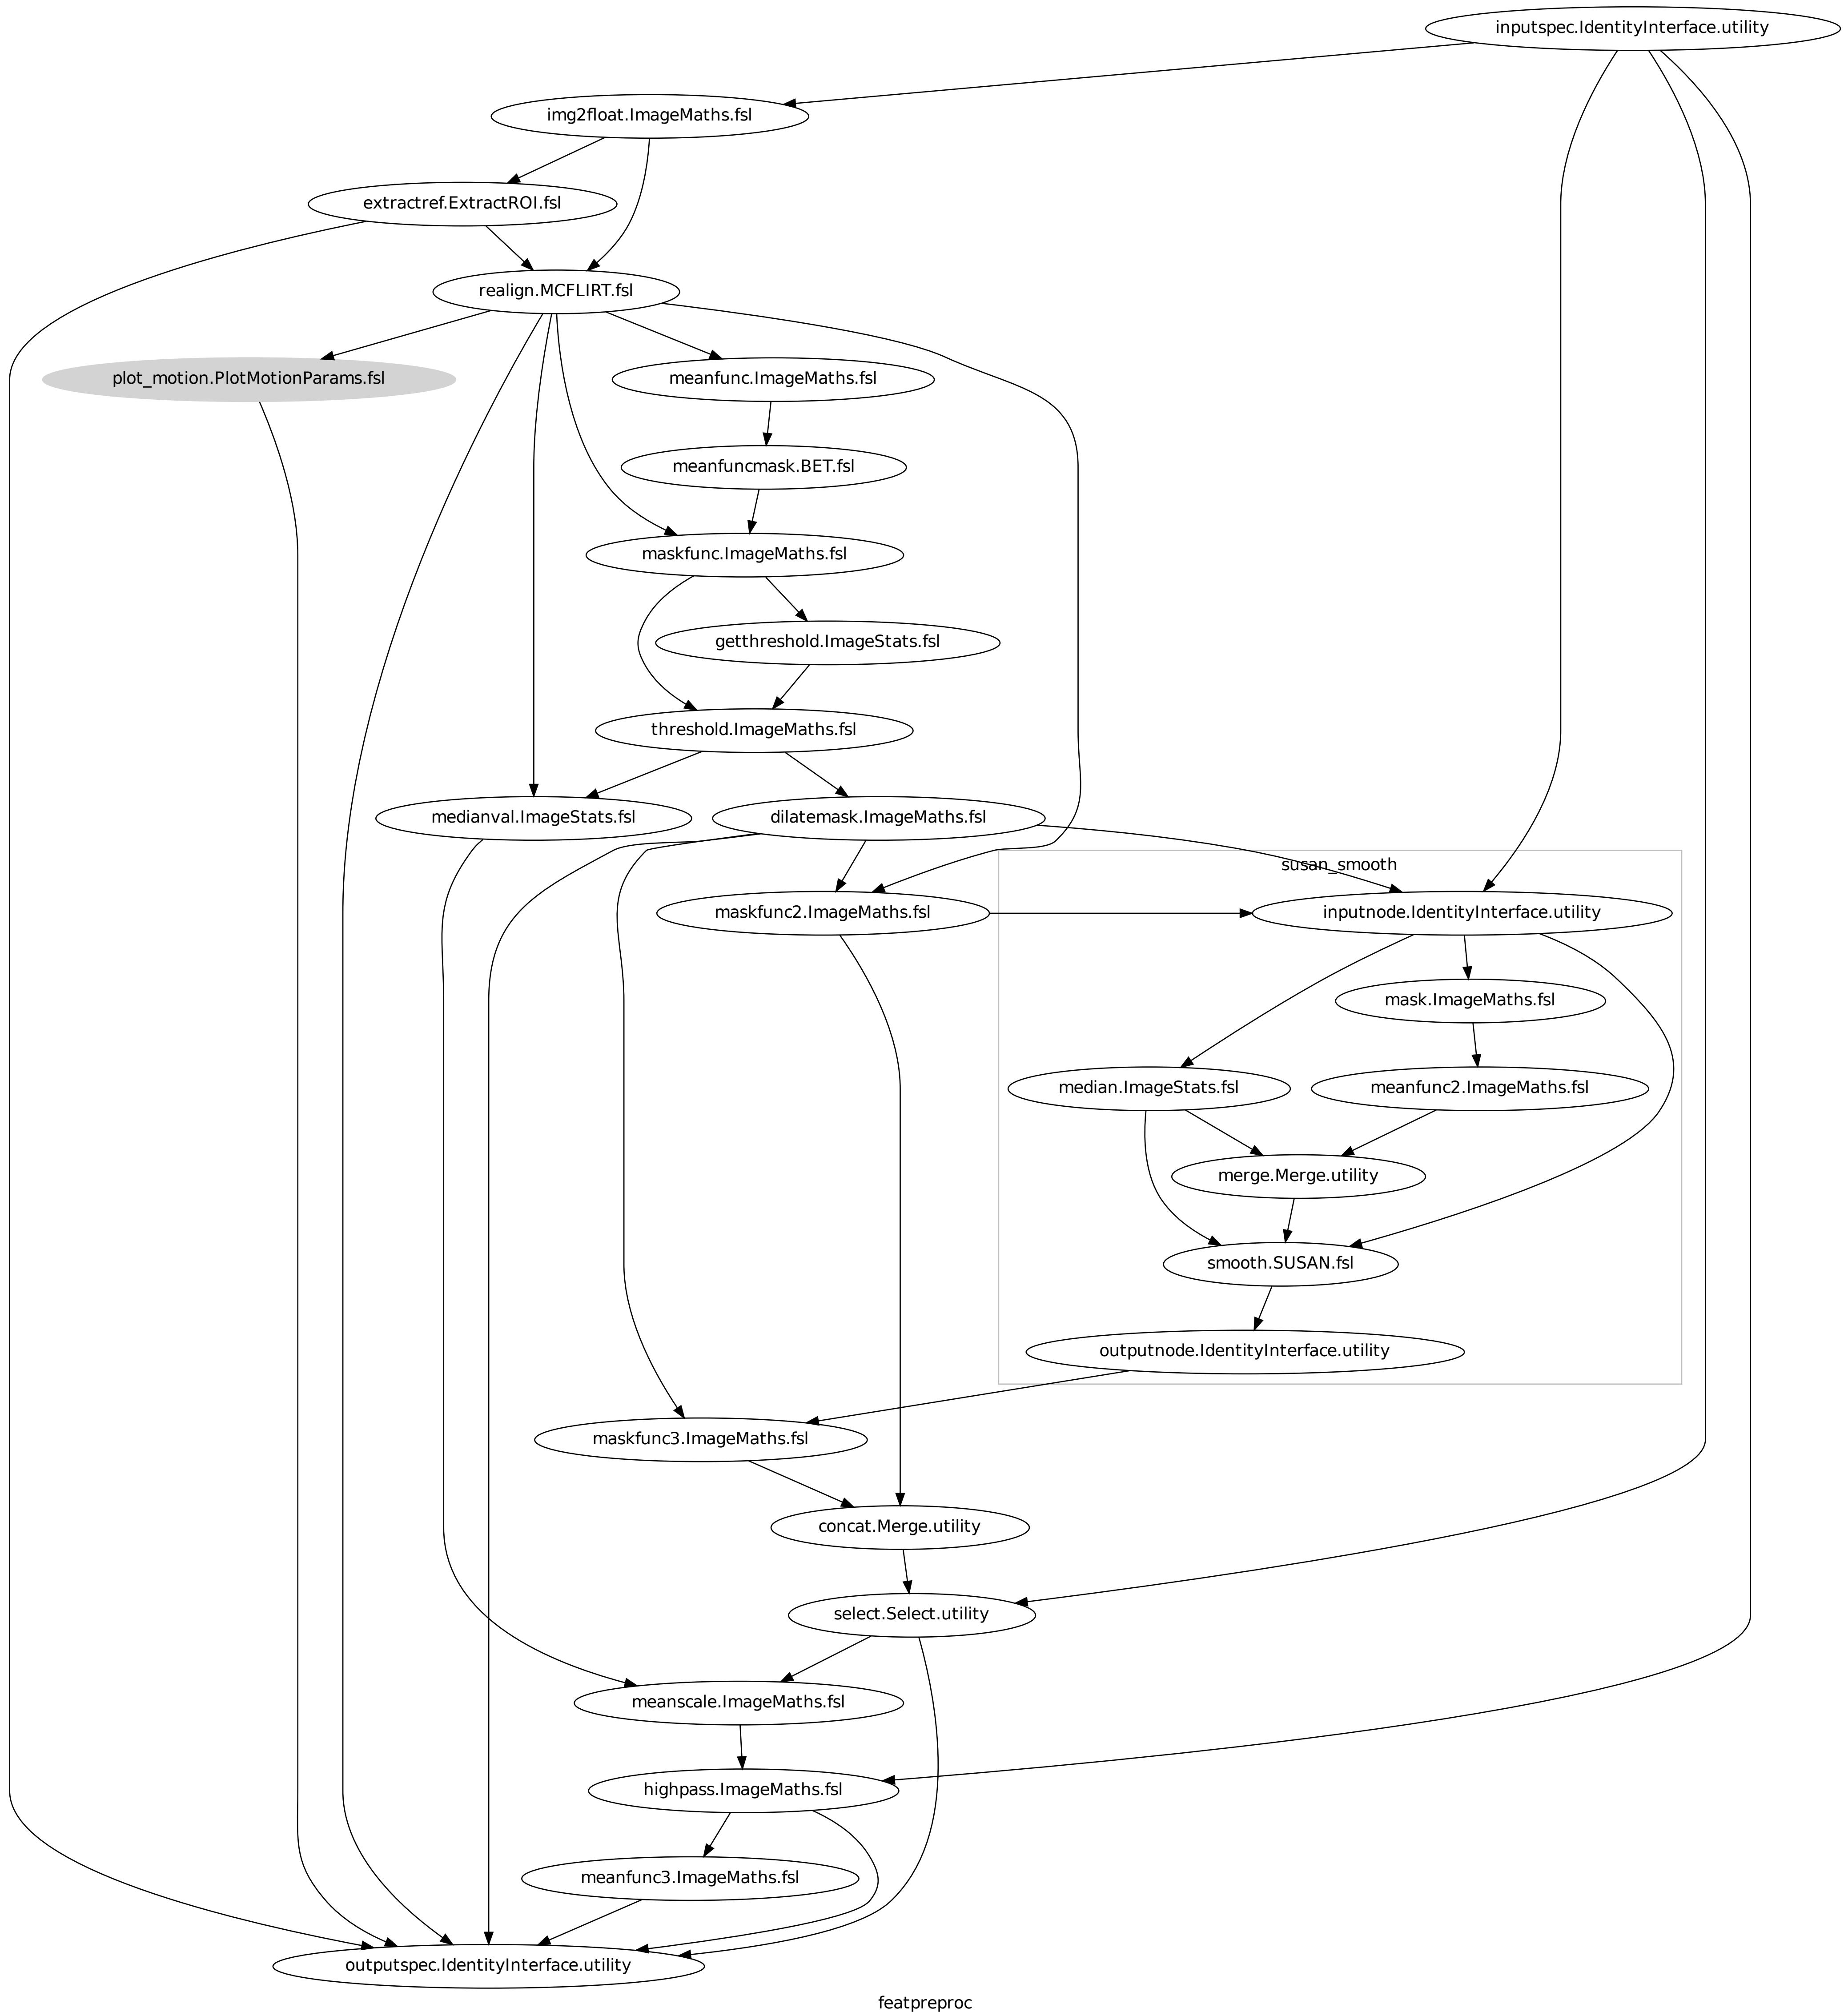 inputspec.IdentityInterface.utility
img2float.ImageMaths.fsl
extractref.ExtractROI.fsl
realign.MCFLIRT.fsl
plot_motion.PlotMotionParams.fsl
meanfunc.ImageMaths.fsl
meanfuncmask.BET.fsl
maskfunc.ImageMaths.fsl
getthreshold.ImageStats.fsl
threshold.ImageMaths.fsl
medianval.ImageStats.fsl
dilatemask.ImageMaths.fsl
susan_smooth
maskfunc2.ImageMaths.fsl
inputnode.IdentityInterface.utility
mask.ImageMaths.fsl
median.ImageStats.fsl
meanfunc2.ImageMaths.fsl
merge.Merge.utility
smooth.SUSAN.fsl
outputnode.IdentityInterface.utility
maskfunc3.ImageMaths.fsl
concat.Merge.utility
select.Select.utility
meanscale.ImageMaths.fsl
highpass.ImageMaths.fsl
meanfunc3.ImageMaths.fsl
outputspec.IdentityInterface.utility
featpreproc